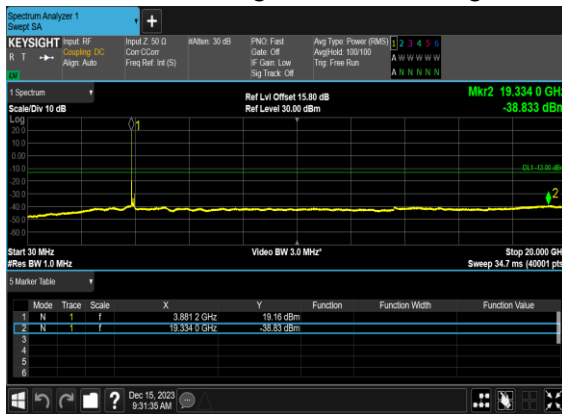 Spectrum Analyzer 1
Swept SA
+
KEYSIGHT Input: RF Input Z: 50 Ω #Atten: 30 dB PNO: Fast Avg Type: Power (RMS) 1 2 3 4 5 6
R T Coupling: DC Corr CCorr Gate: Off Avg|Hold: 100/100 A W W W W W
Align: Auto Freq Ref: Int (S) IF Gain: Low Trig: Free Run
Sig Track: Off A N N N N N
1 Spectrum Ref Lvl Offset 15.80 dB Mkr2 19.334 0 GHz
Scale/Div 10 dB Ref Level 30.00 dBm -38.833 dBm
Log
20.0
10.0
0.00
-10.0
-20.0
-30.0
-40.0
-50.0
-60.0
1
DL1 -13.00 dBm
2
Start 30 MHz Video BW 3.0 MHz* Stop 20.000 GHz
#Res BW 1.0 MHz Sweep 34.7 ms (40001 pts)
5 Marker Table
Mode Trace Scale X Y Function Function Width Function Value
1 N 1 f 3.881 2 GHz 19.16 dBm
2 N 1 f 19.334 0 GHz -38.83 dBm
3
4
5
6
? Dec 15, 2023
9:31:35 AM